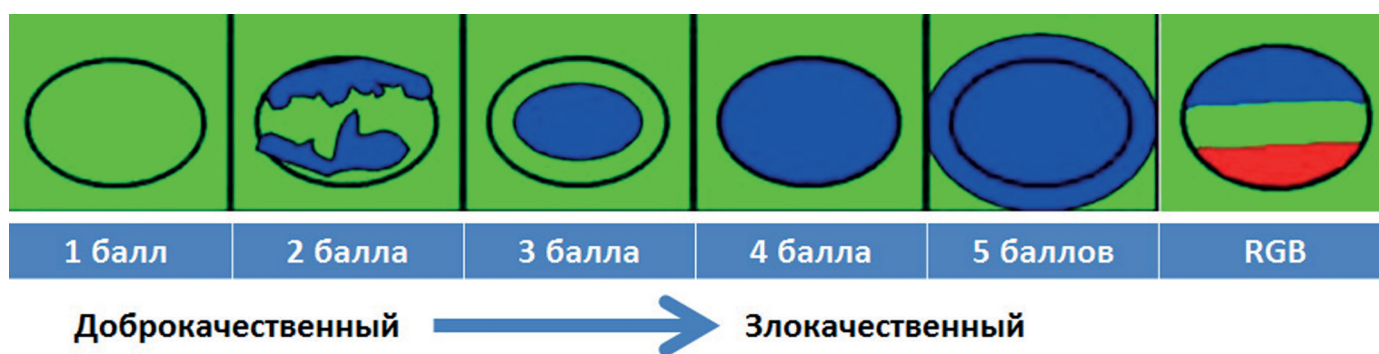 1 балл 2 балла 3 балла 4 балла 5 баллов RGB
Доброкачественный Злокачественный